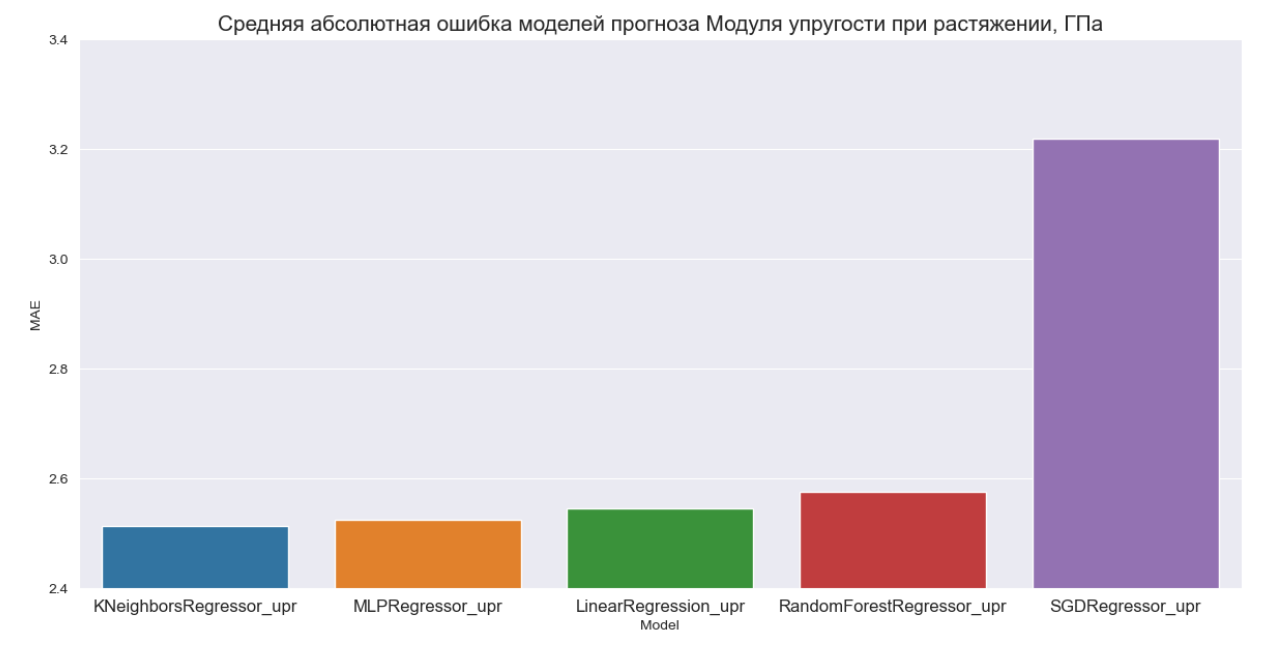 Средняя абсолютная ошибка моделей прогноза Модуля упругости при растяжении, ГПа
3.4
3.2
3.0
2.8
2.6
2.4
MAE
KNeighborsRegressor_upr
MLPRegressor_upr
LinearRegression_upr
RandomForestRegressor_upr
SGDRegressor_upr
Model